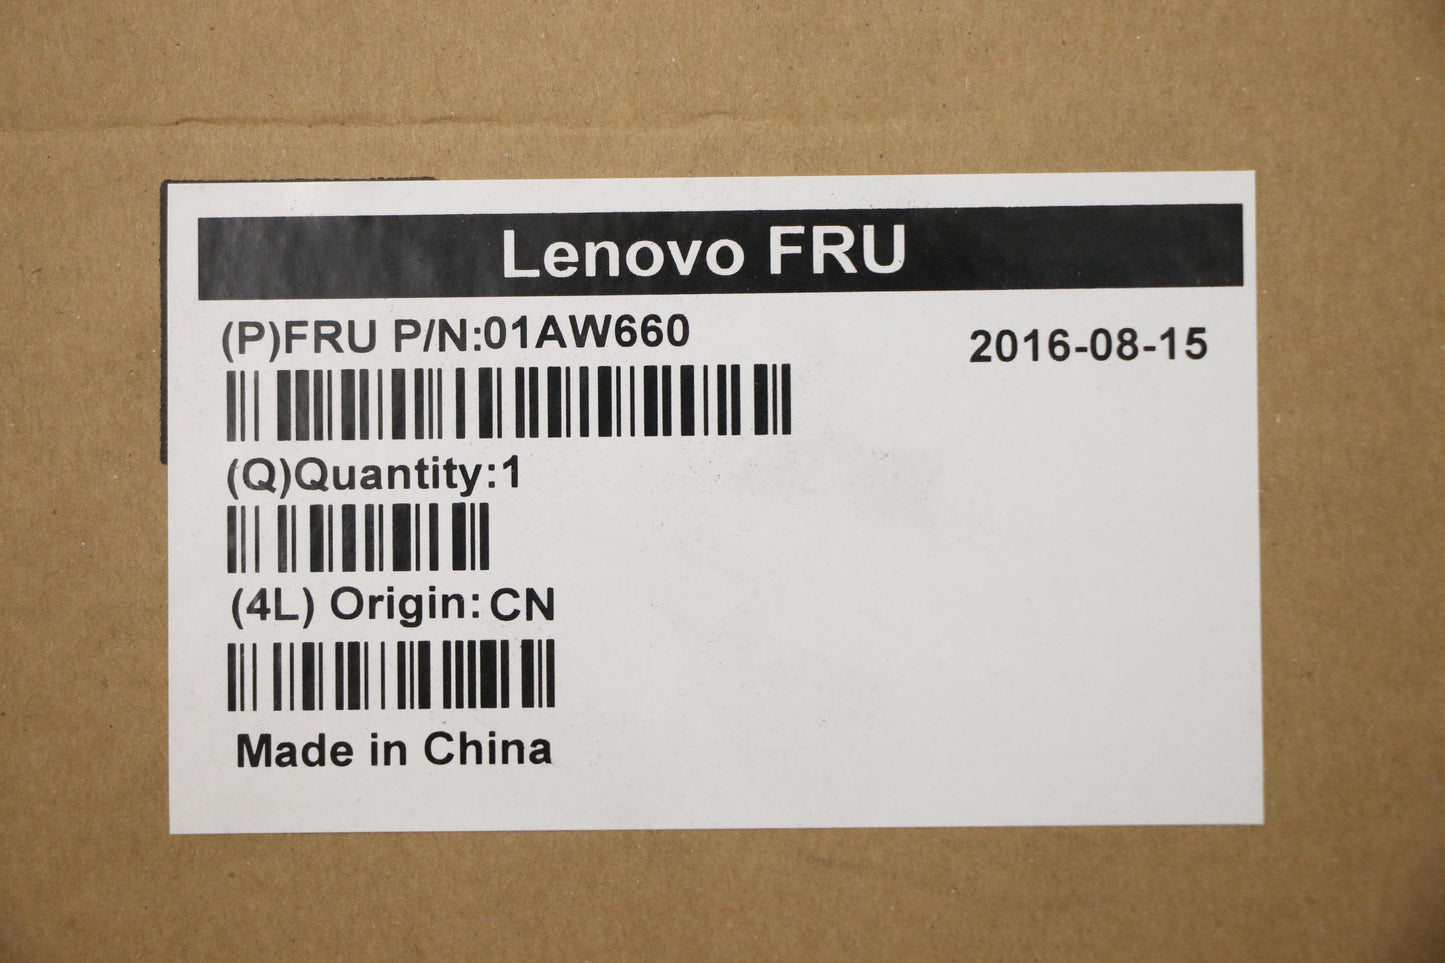 Lenovo FRU
(P)FRU P/N:01AW660
2016-08-15
(Q)Quantity:1
(4L) Origin:CN
Made in China